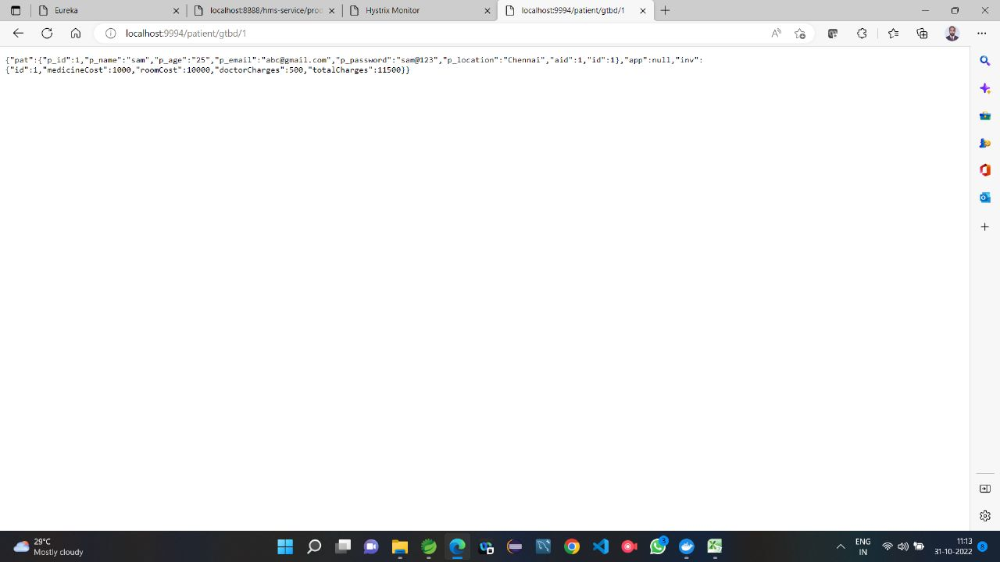 Eureka
localhost:8888/hms-service/prod
Hystrix Monitor
localhost:9994/patient/gtbd/1
localhost:9994/patient/gtbd/1
{"pat":{"p_id":1,"p_name":"sam","p_age":"25","p_email":"abc@gmail.com","p_password":"sam@123","p_location":"Chennai","aid":1,"id":1},"app":null,"inv":
{"id":1,"medicineCost":1000,"roomCost":10000,"doctorCharges":500,"totalCharges":11500}}
29°C
Mostly cloudy
3
ENG
IN
11:13
31-10-2022
8